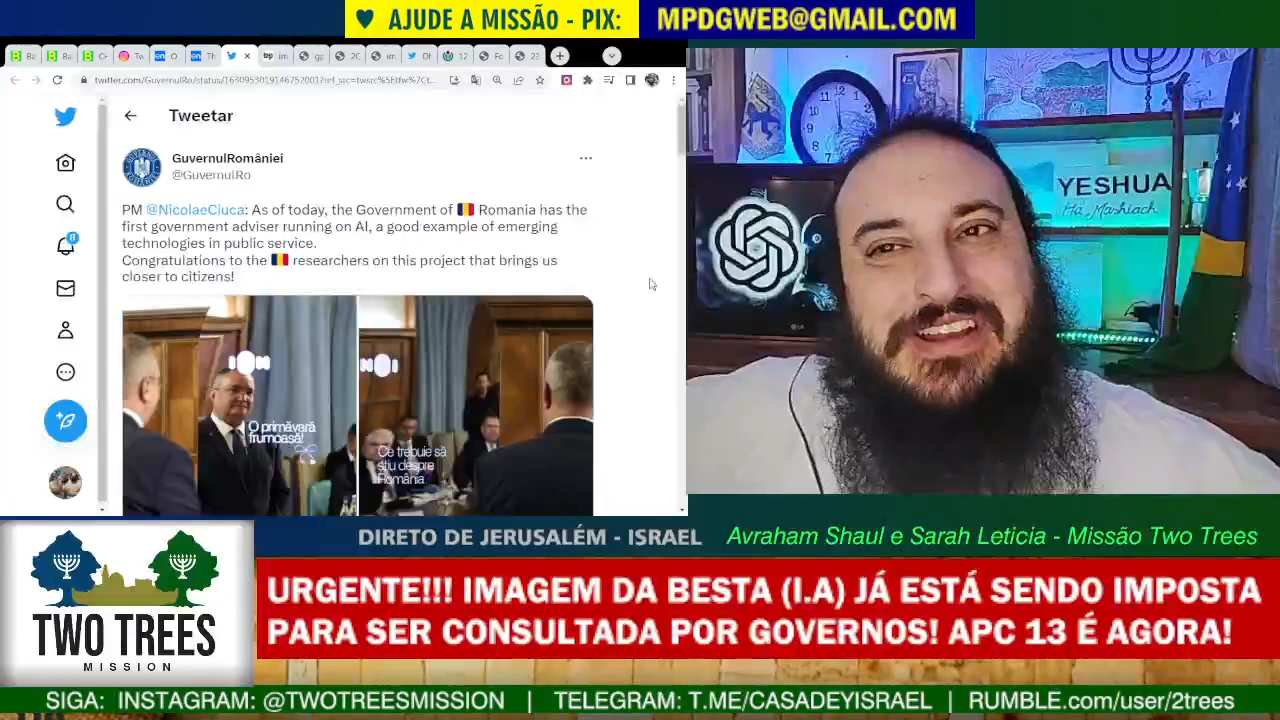 ♥ AJUDE A MISSÃ0 - PIX: MPDGWEB@GMAIL.COM
Tweetar
GuvernulRomâniei
@GuvernulRo
PM @NicolaeCiuca: As of today, the Government of 🇷🇴 Romania has the
first government advisor running on AI, a good example of emerging
technologies in public service.
Congratulations to the 🇷🇴 researchers on this project that brings us
closer to citizens!
ION
O primăvară
frumoasă!
Ce trebuie să
știu despre
România
YESHUA
Ha Mashiach
LG
DIRETO DE JERUSALÉM - ISRAEL Avraham Shaul e Sarah Leticia - Missão Two Trees
TWO TREES
MISSION
URGENTE!!! IMAGEM DA BESTA (I.A) JÁ ESTÁ SENDO IMPOSTA
PARA SER CONSULTADA POR GOVERNOS! APC 13 É AGORA!
SIGA: INSTAGRAM: @TWOTREESMISSION | TELEGRAM: T.ME/CASADEYISRAEL | RUMBLE.com/user/2trees